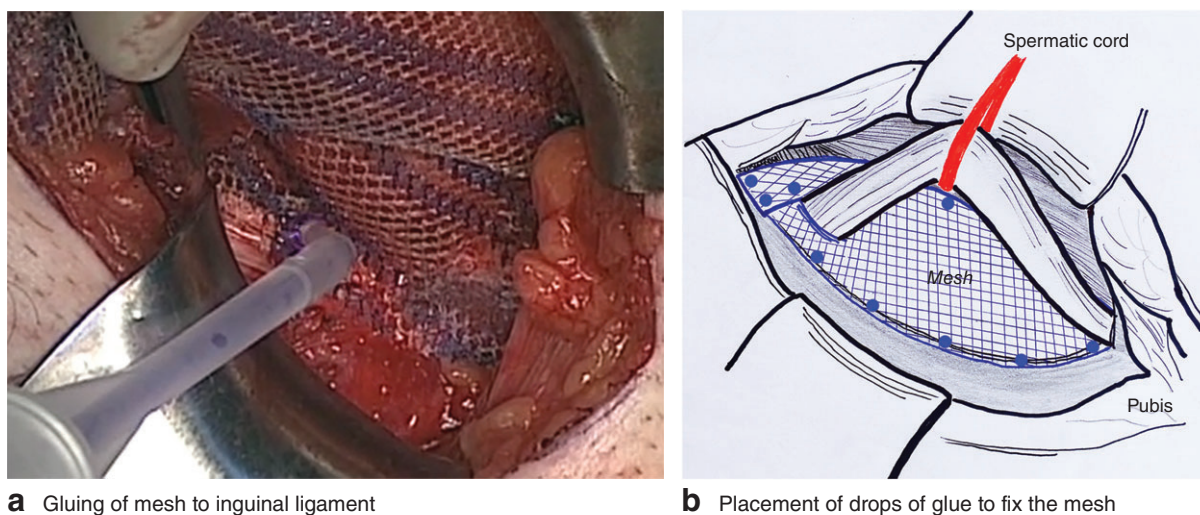 Spermatic cord
Mesh
Pubis
a Gluing of mesh to inguinal ligament
b Placement of drops of glue to fix the mesh